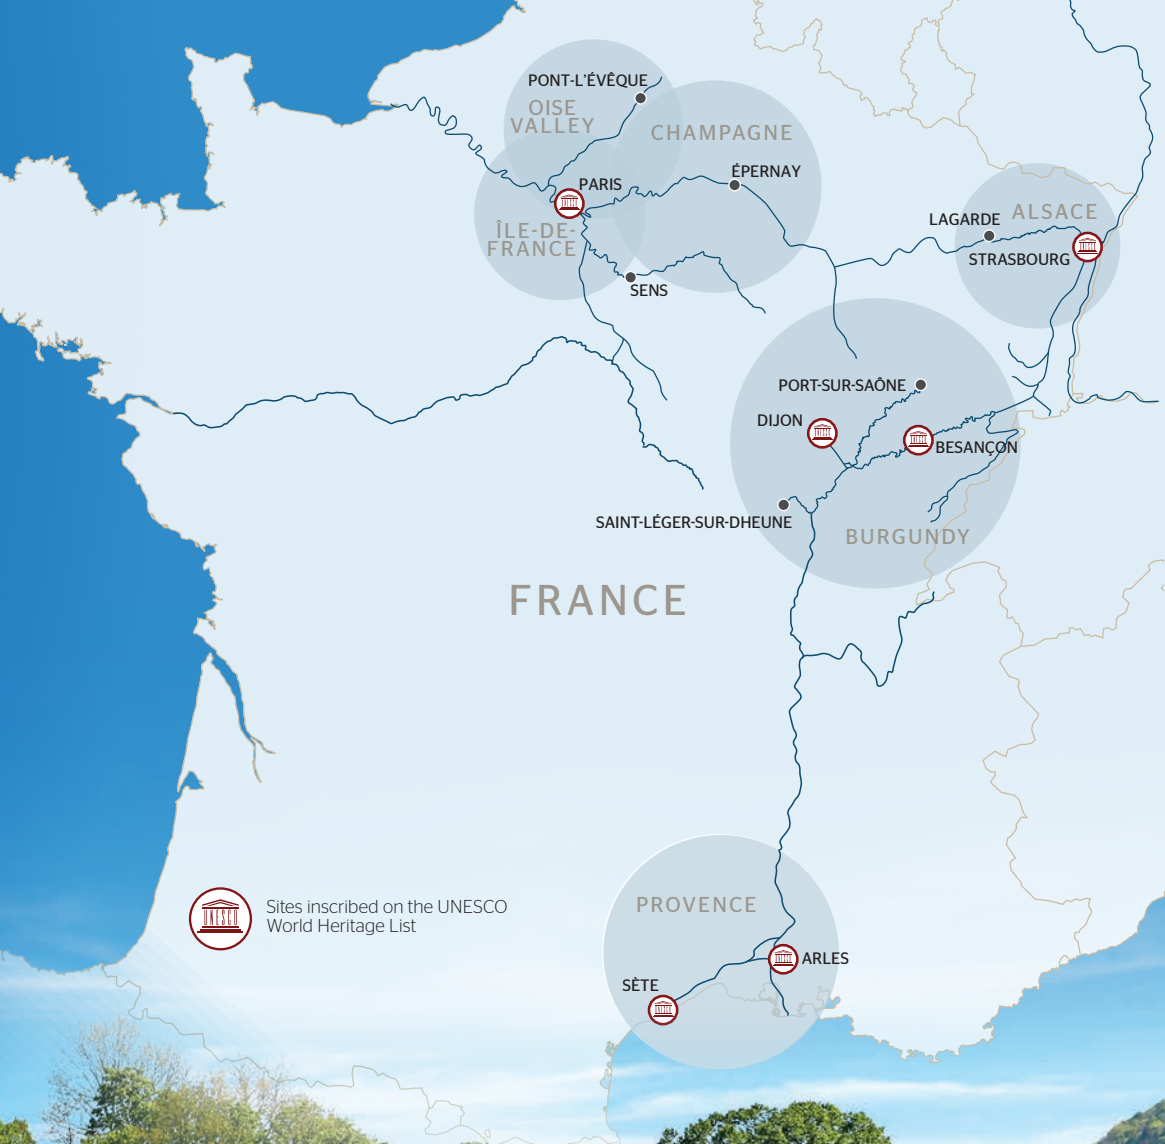 PONT-L’ÉVÊQUE
OISE
VALLEY
CHAMPAGNE
ÉPERNAY
PARIS
ÎLE-DE-
FRANCE
SENS
LAGARDE
ALSACE
STRASBOURG
PORT-SUR-SAÔNE
DIJON
BESANÇON
SAINT-LÉGER-SUR-DHEUNE
BURGUNDY
FRANCE
PROVENCE
ARLES
SÈTE
UNESCO
Sites inscribed on the UNESCO
World Heritage List